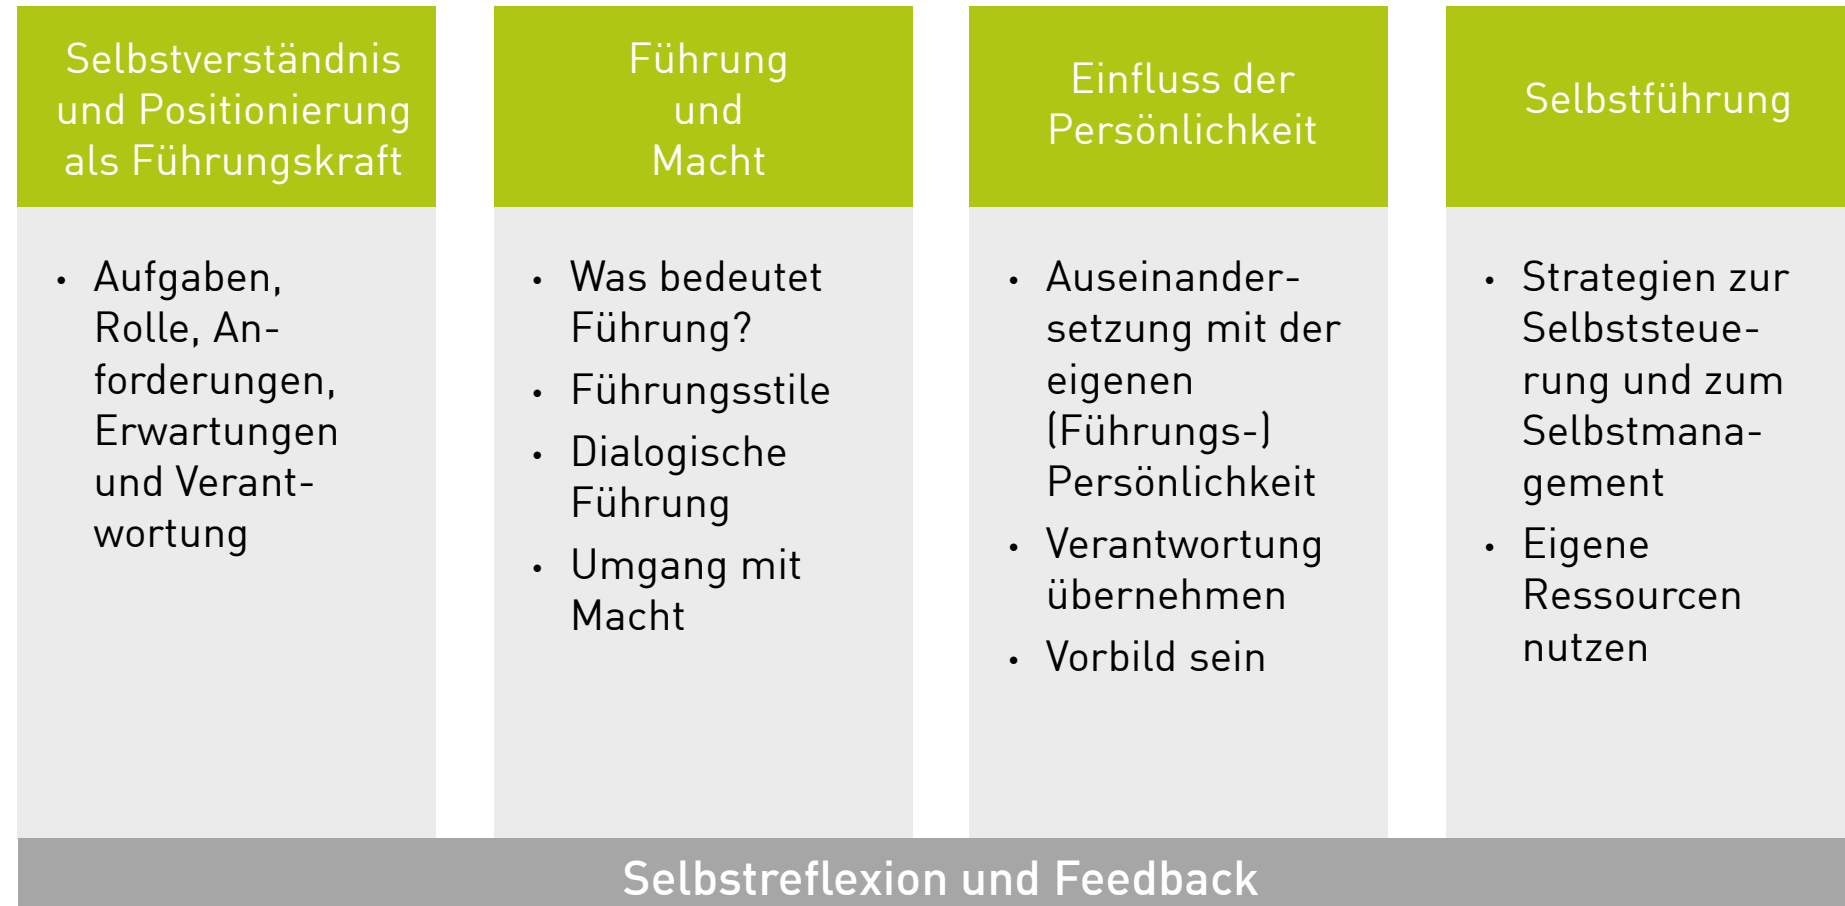 Selbstverständnis
und Positionierung
als Führungskraft
• Aufgaben,
Rolle, An-
forderungen,
Erwartungen
und Verant-
wortung
Führung
und
Macht
• Was bedeutet
Führung?
• Führungsstile
• Dialogische
Führung
• Umgang mit
Macht
Einfluss der
Persönlichkeit
• Auseinander-
setzung mit der
eigenen
(Führungs-)
Persönlichkeit
• Verantwortung
übernehmen
• Vorbild sein
Selbstführung
• Strategien zur
Selbststeue-
rung und zum
Selbstmana-
gement
• Eigene
Ressourcen
nutzen
Selbstreflexion und Feedback